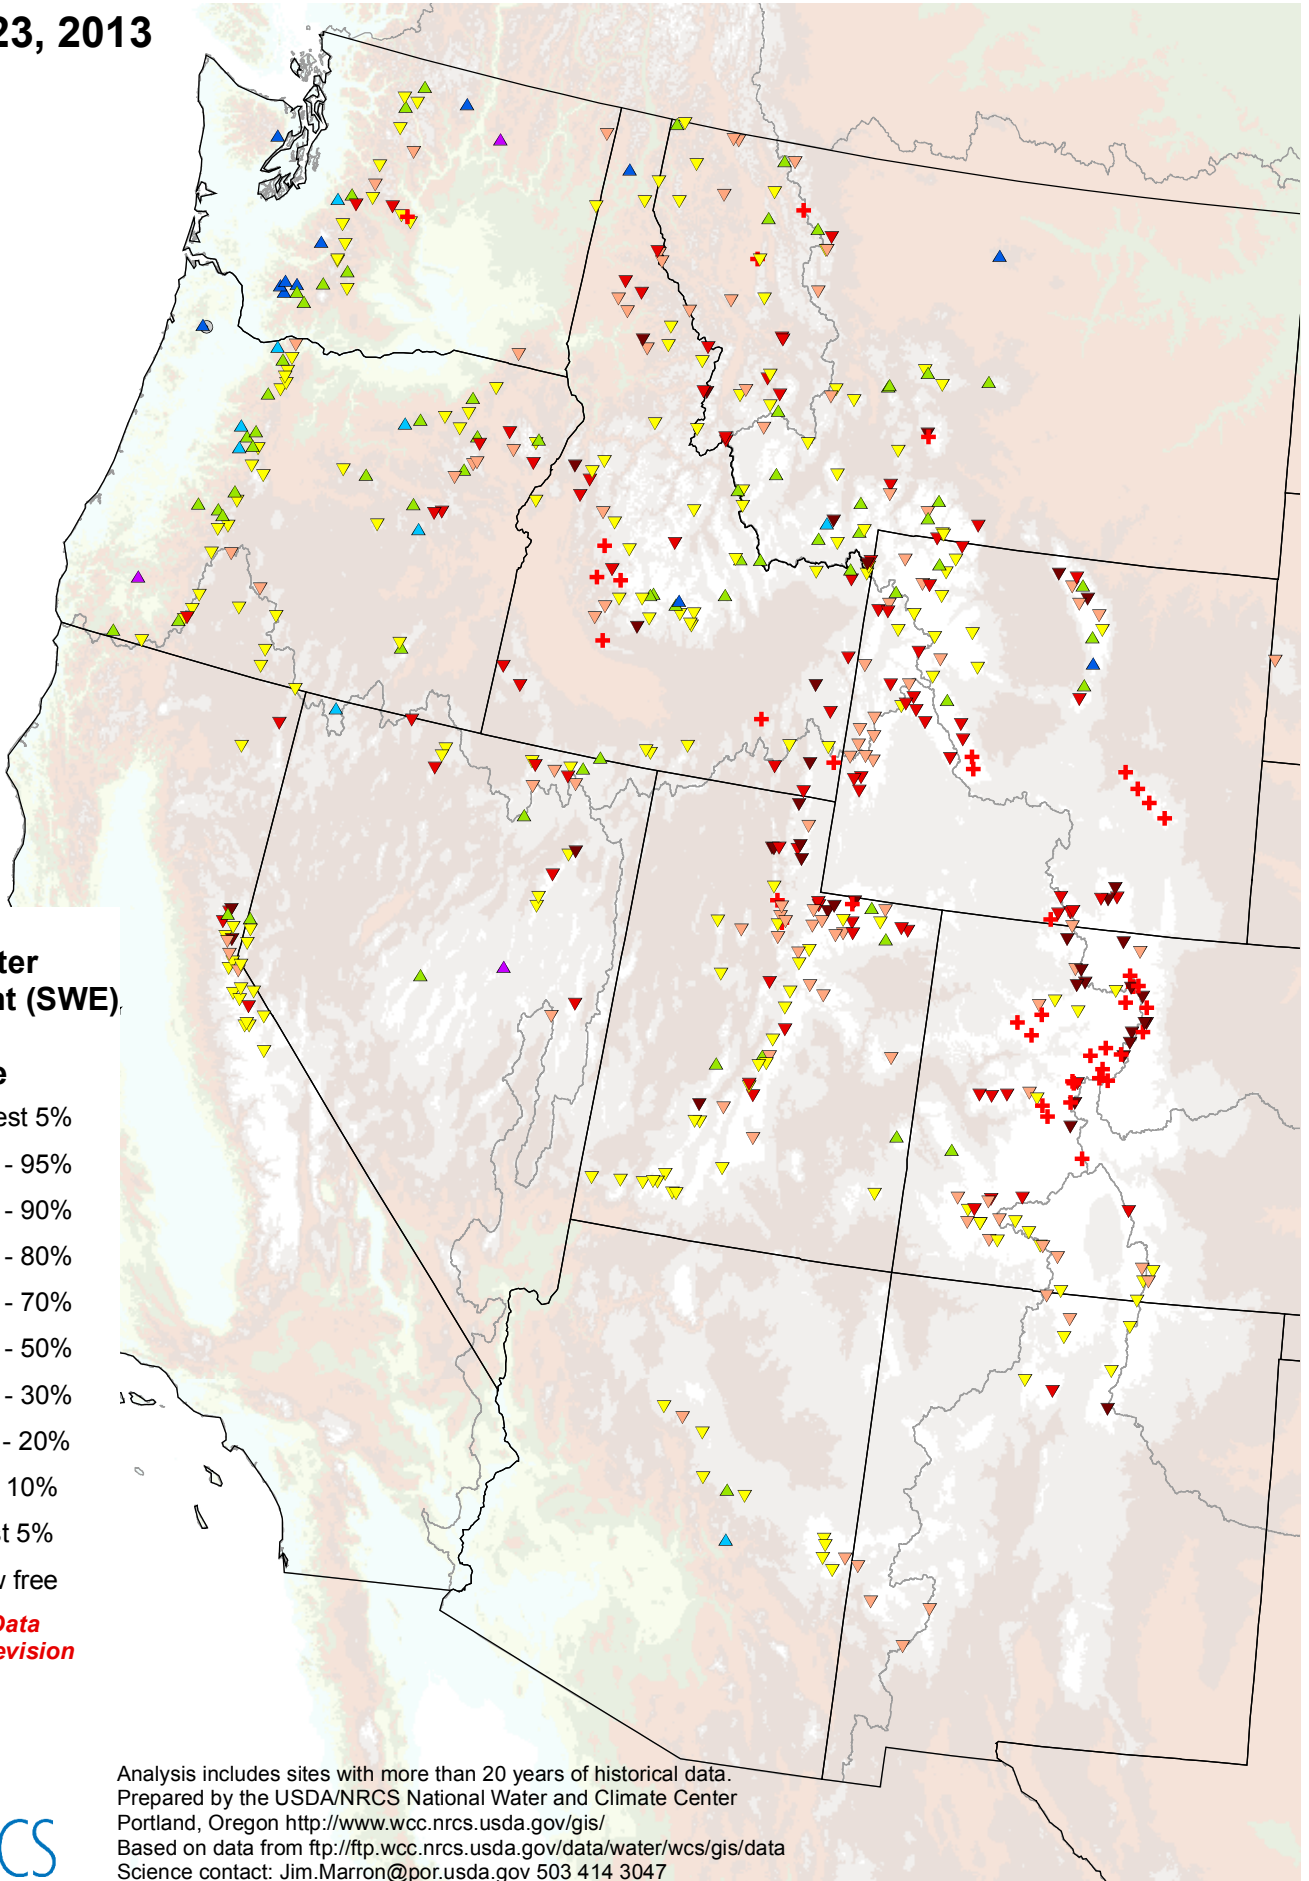 23, 2013
ter
nt (SWE)
e
est 5%
- 95%
- 90%
- 80%
- 70%
- 50%
- 30%
- 20%
10%
st 5%
w free
Data
evision
Analysis includes sites with more than 20 years of historical data.
Prepared by the USDA/NRCS National Water and Climate Center
Portland, Oregon http://www.wcc.nrcs.usda.gov/gis/
Based on data from ftp://ftp.wcc.nrcs.usda.gov/data/water/wcs/gis/data
Science contact: Jim.Marron@por.usda.gov 503 414 3047
CS